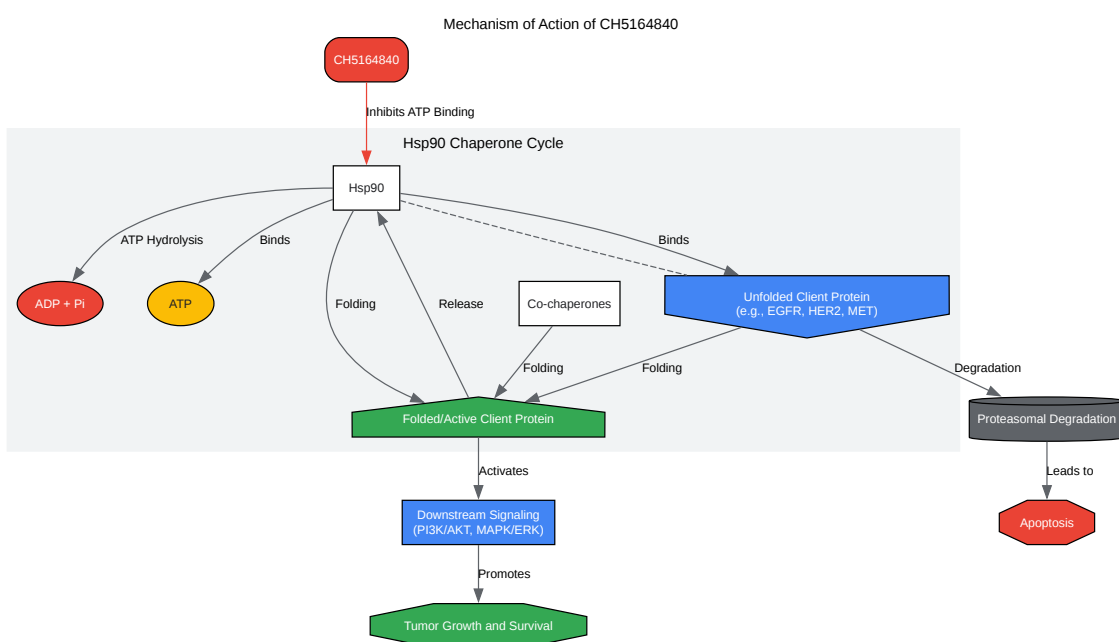 Mechanism of Action of CH5164840
CH5164840
Inhibits ATP Binding
Hsp90 Chaperone Cycle
Hsp90
ATP Hydrolysis
Binds
Binds
ADP + Pi
ATP
Folding
Release
Co-chaperones
Unfolded Client Protein
(e.g., EGFR, HER2, MET)
Folding
Folding
Degradation
Folded/Active Client Protein
Proteasomal Degradation
Activates
Leads to
Downstream Signaling
(PI3K/AKT, MAPK/ERK)
Apoptosis
Promotes
Tumor Growth and Survival